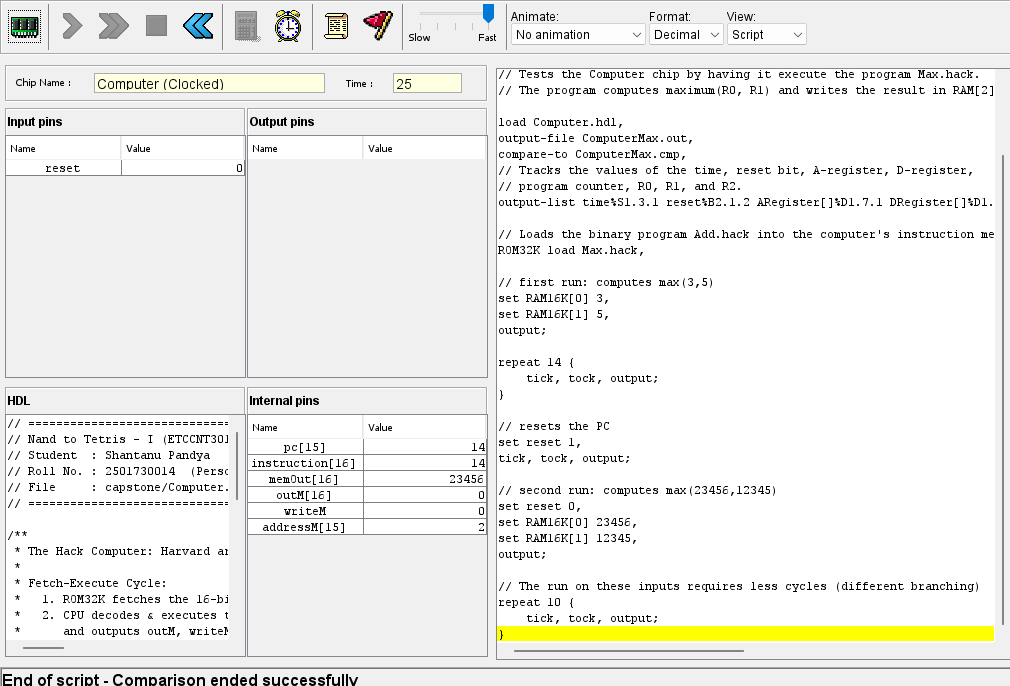 Slow
Fast
Animate:
No animation
Format:
Decimal
View:
Script
Chip Name :
Computer (Clocked)
Time :
25
Input pins
Name
Value
reset
0
Output pins
Name
Value
HDL
// ================================
// Nand to Tetris - I (ETCCNT301
// Student  : Shantanu Pandya
// Roll No. : 2501730014  (Perso
// File     : capstone/Computer.
// ================================
/**
 * The Hack Computer: Harvard ar
 *
 * Fetch-Execute Cycle:
 *   1. ROM32K fetches the 16-bi
 *   2. CPU decodes & executes t
 *      and outputs outM, writeM
Internal pins
Name
Value
pc[15]
14
instruction[16]
14
memOut[16]
23456
outM[16]
0
writeM
0
addressM[15]
2
// Tests the Computer chip by having it execute the program Max.hack.
// The program computes maximum(R0, R1) and writes the result in RAM[2]
load Computer.hdl,
output-file ComputerMax.out,
compare-to ComputerMax.cmp,
// Tracks the values of the time, reset bit, A-register, D-register,
// program counter, R0, R1, and R2.
output-list time%S1.3.1 reset%B2.1.2 ARegister[]%D1.7.1 DRegister[]%D1.
// Loads the binary program Add.hack into the computer's instruction me
ROM32K load Max.hack,
// first run: computes max(3,5)
set RAM16K[0] 3,
set RAM16K[1] 5,
output;
repeat 14 {
    tick, tock, output;
}
// resets the PC
set reset 1,
tick, tock, output;
// second run: computes max(23456,12345)
set reset 0,
set RAM16K[0] 23456,
set RAM16K[1] 12345,
output;
// The run on these inputs requires less cycles (different branching)
repeat 10 {
    tick, tock, output;
}
End of script - Comparison ended successfully